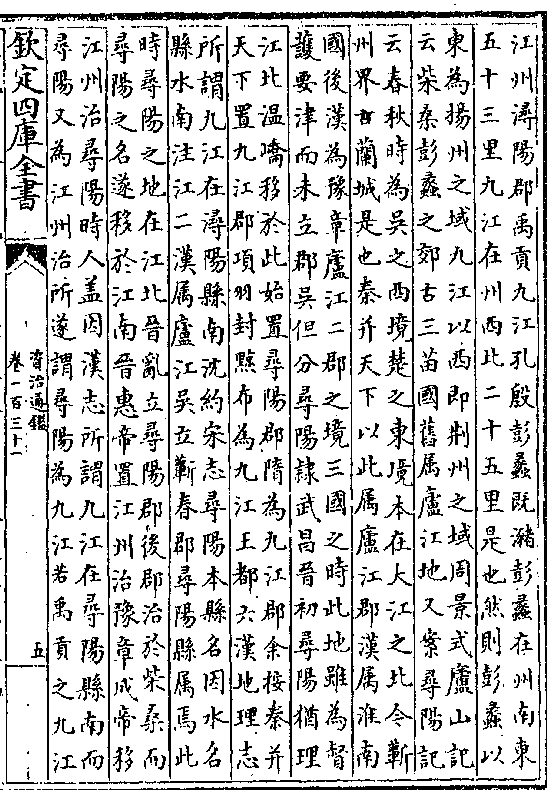 江州潯陽郡禹貢九江孔殷彭蠡既瀦彭蠡在州南東
五十三里九江在州西北二十五里是也然則彭蠡以
東為揚州之域九江以西即荆州之域周景式廬山記
云柴桑彭蠡之郊古三苗國舊属廬江地又案尋陽記
云春秋時為吳之西境楚之東境本在大江之北今蘄
州界古蘭城是也秦并天下以此属廬江郡漢属淮南
國後漢為豫章廬江二郡之境三國之時此地雖為督
護要津而未立郡吳但分尋陽隷武昌晉初尋陽猶理
江北温嶠移於此始置尋陽郡隋為九江郡余按秦并
天下置九江郡項羽封黥布為九江王都六漢地理志
所謂九江在潯陽縣南沈約宋志尋陽本縣名因水名
縣水南注江二漢属廬江吳立蘄春郡尋陽縣属焉此
時尋陽之地在江北晉亂立尋陽郡後郡治於柴桑而
尋陽之名遂移於江南晉惠帝置江州治豫章成帝移
江州治尋陽時人盖因漢志所謂九江在尋陽縣南而
尋陽又為江州治所遂謂尋陽為九江若禹貢之九江
欽定四庫全書
資治通鑑
卷一百三十一
五